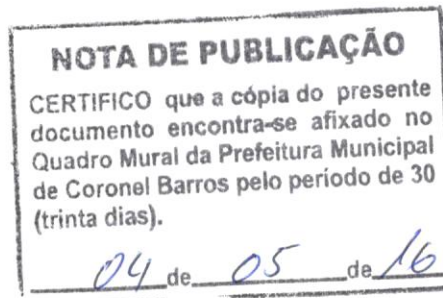 NOTA DE PUBLICAÇÃO
CERTIFICO que a cópia do presente
documento encontra-se afixado no
Quadro Mural da Prefeitura Municipal
de Coronel Barros pelo período de 30
(trinta dias).
04 de 05 de 16